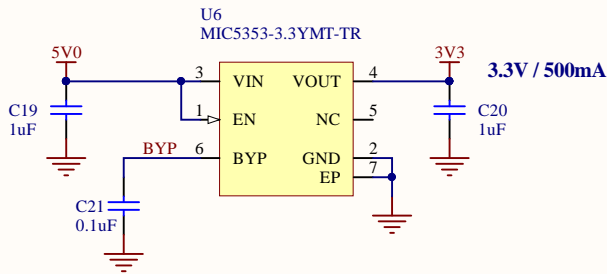 U6
MIC5353-3.3YMT-TR
5V0
3V3
3.3V / 500mA
3 VIN VOUT 4
C19
1uF
1 EN NC 5
C20
1uF
BYP 6 BYP GND 2
EP 7
C21
0.1uF